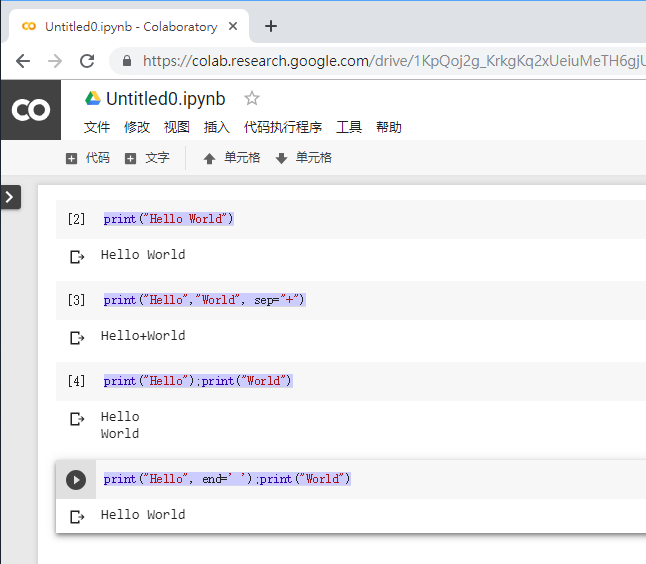 Untitled0.ipynb - Colaboratory
https://colab.research.google.com/drive/1KpQoj2g_KrkgKq2xUeiuMeTH6gjU
CO
Untitled0.ipynb
文件 修改 视图 插入 代码执行程序 工具 帮助
代码 文字 单元格 单元格
[2] print("Hello World")
Hello World
[3] print("Hello","World", sep="+")
Hello+World
[4] print("Hello");print("World")
Hello
World
print("Hello", end=' ');print("World")
Hello World